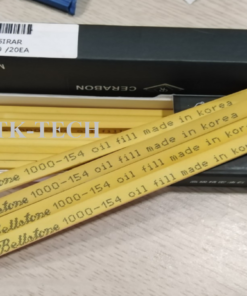 SIRAR
/20EA
CERABON
K-TECH
Bellstone 1000-154 oil fill made in korea
Bellstone 1000-154 oil fill made in korea
Bellstone 1000-154 oil fill made in korea
Bellstone 1000-154 oil fill made in korea